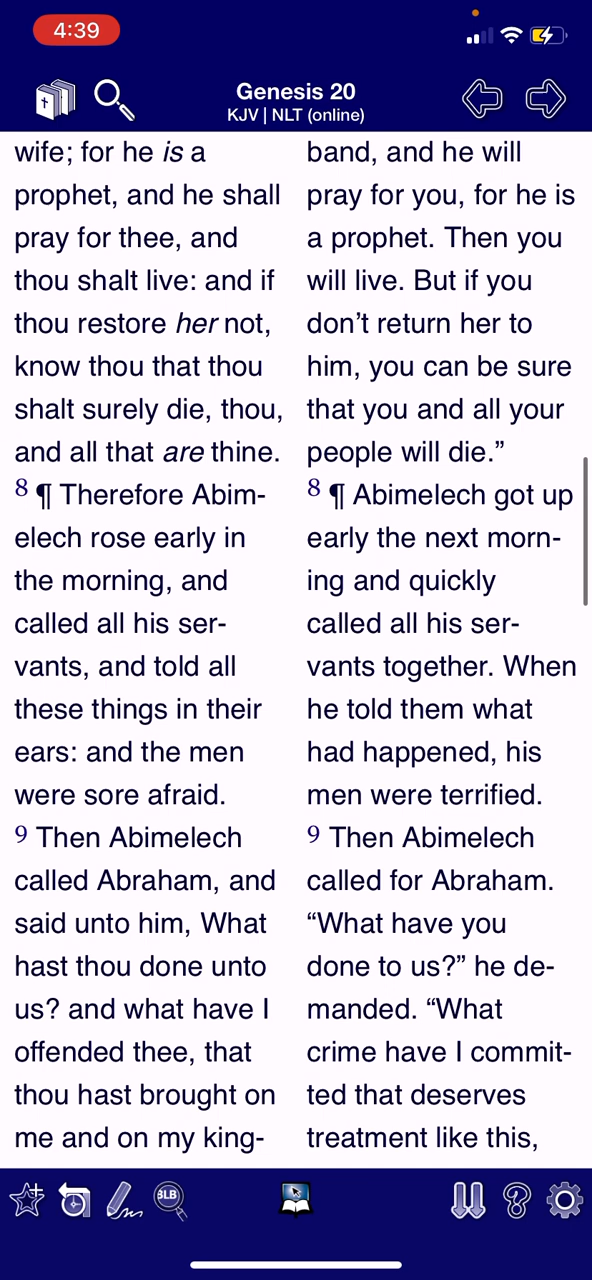 4:39
Genesis 20
KJV | NLT (online)
wife; for he is a
prophet, and he shall
pray for thee, and
thou shalt live: and if
thou restore her not,
know thou that thou
shalt surely die, thou,
and all that are thine.
8 ¶ Therefore Abim-
elech rose early in
the morning, and
called all his ser-
vants, and told all
these things in their
ears: and the men
were sore afraid.
9 Then Abimelech
called Abraham, and
said unto him, What
hast thou done unto
us? and what have I
offended thee, that
thou hast brought on
me and on my king-
band, and he will
pray for you, for he is
a prophet. Then you
will live. But if you
don’t return her to
him, you can be sure
that you and all your
people will die.”
8 ¶ Abimelech got up
early the next morn-
ing and quickly
called all his ser-
vants together. When
he told them what
had happened, his
men were terrified.
9 Then Abimelech
called for Abraham.
“What have you
done to us?” he de-
manded. “What
crime have I commit-
ted that deserves
treatment like this,
BLB